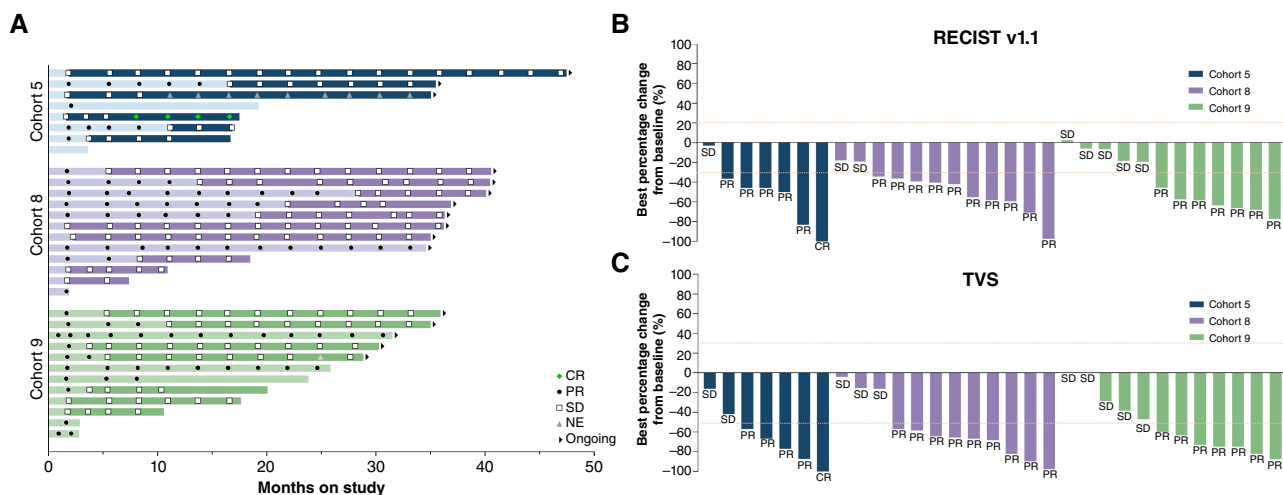 A
Cohort 5
Cohort 8
Cohort 9
CR
PR
SD
NE
Ongoing
0 10 20 30 40 50
Months on study
B
RECIST v1.1
Best percentage change
from baseline (%)
100
80
60
40
20
0
−20
−40
−60
−80
−100
Cohort 5
Cohort 8
Cohort 9
SD PR PR PR PR PR CR SD SD PR PR PR PR PR PR PR PR PR PR SD SD SD SD SD PR PR PR PR PR PR PR
C
TVS
Best percentage change
from baseline (%)
100
80
60
40
20
0
−20
−40
−60
−80
−100
Cohort 5
Cohort 8
Cohort 9
SD SD PR PR PR PR CR SD SD SD PR PR PR PR PR PR PR PR PR SD SD SD SD SD PR PR PR PR PR PR PR